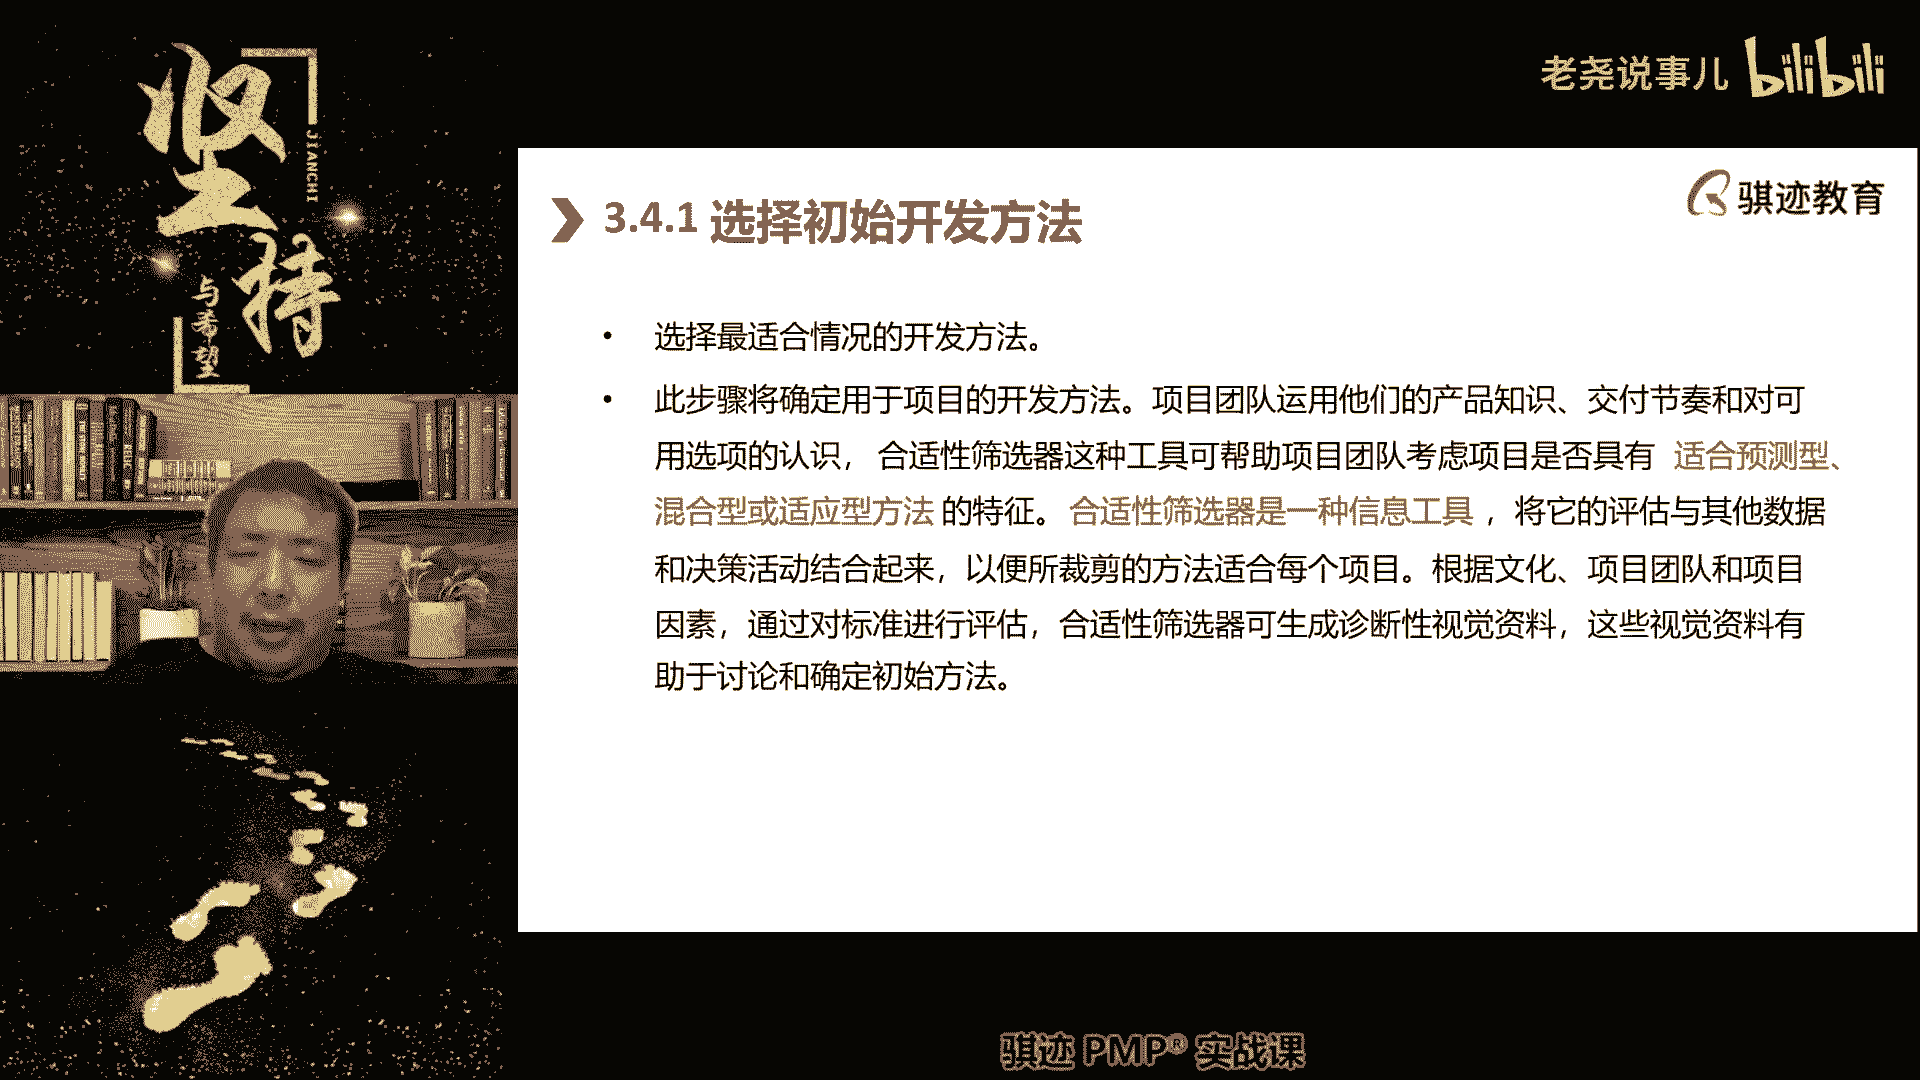 坚持
JIANCHI
与希望
老尧说事儿 bilibili
骐迹教育
3.4.1 选择初始开发方法
• 选择最适合情况的开发方法。
• 此步骤将确定用于项目的开发方法。项目团队运用他们的产品知识、交付节奏和对可
用选项的认识， 合适性筛选器这种工具可帮助项目团队考虑项目是否具有 适合预测型、
混合型或适应型方法 的特征。 合适性筛选器是一种信息工具 ，将它的评估与其他数据
和决策活动结合起来，以便所裁剪的方法适合每个项目。根据文化、项目团队和项目
因素，通过对标准进行评估，合适性筛选器可生成诊断性视觉资料，这些视觉资料有
助于讨论和确定初始方法。
骐迹 PMP® 实战课